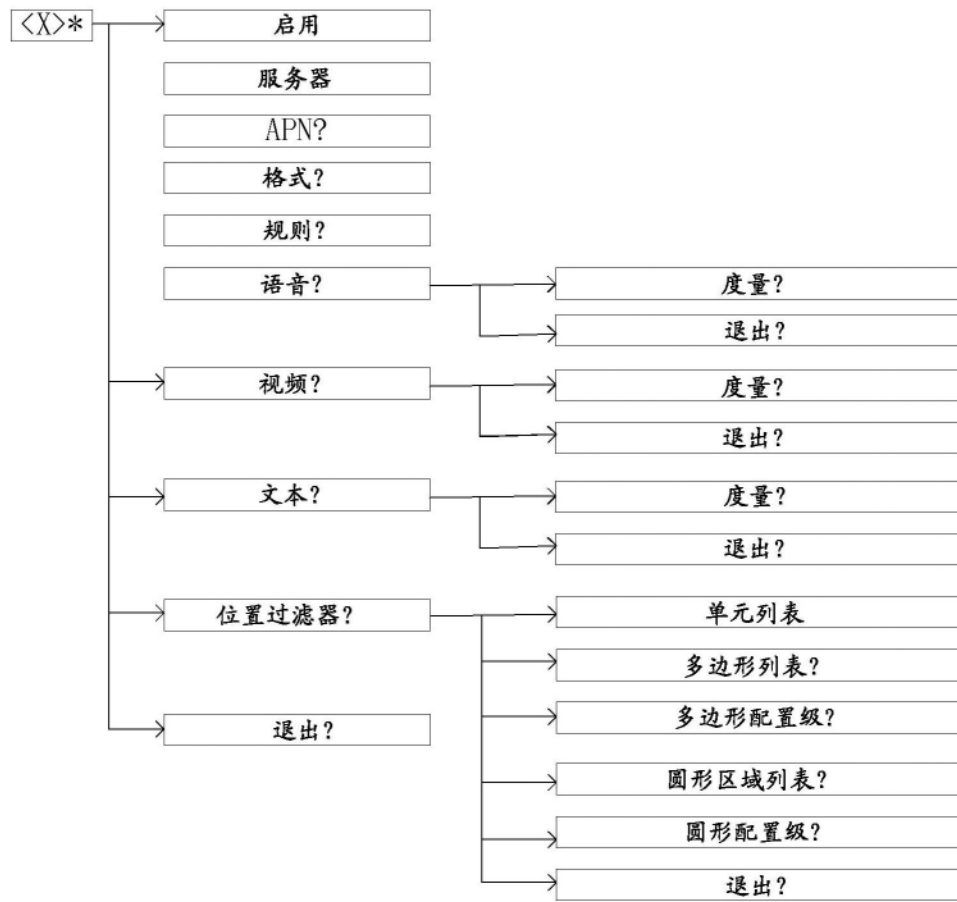 <X>*
启用
服务器
APN?
格式?
规则?
语音?
度量?
退出?
视频?
度量?
退出?
文本?
度量?
退出?
位置过滤器?
单元列表
多边形列表?
多边形配置级?
圆形区域列表?
圆形配置级?
退出?
退出?